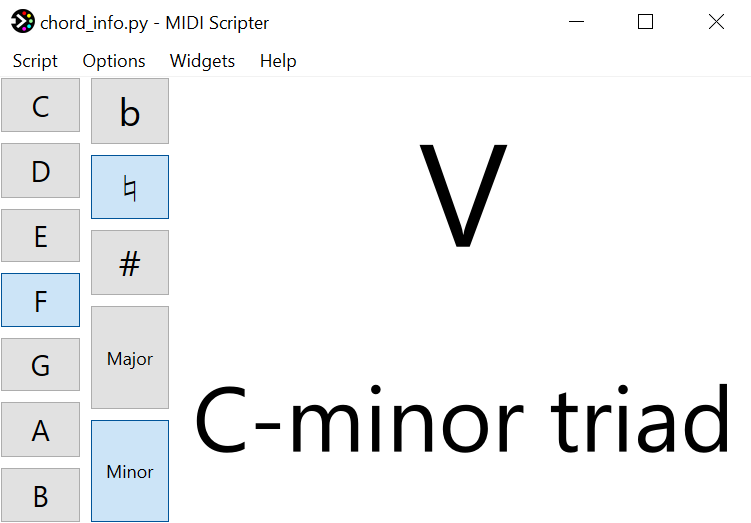 chord_info.py - MIDI Scripter
Script Options Widgets Help
C
D
E
F
G
A
B
b
♮
#
Major
Minor
V
C-minor triad